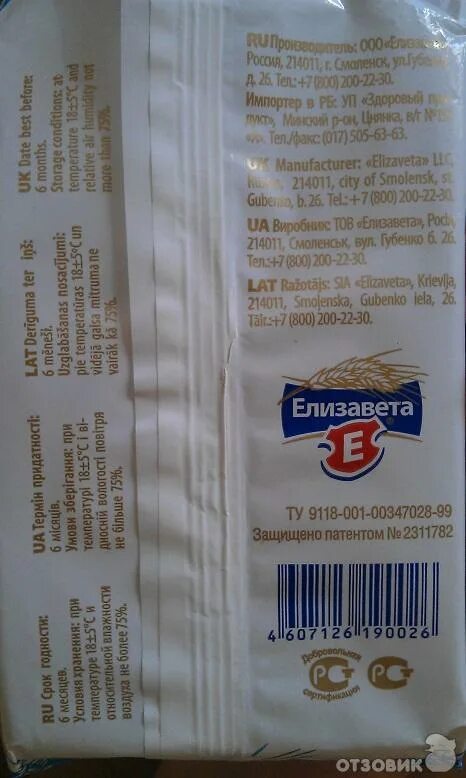 RU Производитель: ООО «Елизавета»
Россия, 214011, г. Смоленск, ул.Губенко
д. 26. Тел.:+7 (800) 200-22-30.
Импортер в РБ: УП «Здоровый
Минский р-он, Цнянка, в/г
Тел./факс: (017) 505-63-63.
UK Manufacturer: «Elizaveta» LLC,
214011, city of Smolensk, st.
Gubenko, b.26. Tel.:+7 (800) 200-22-30.
UA Виробник: ТОВ «Елизавета», Росія,
214011, Смоленськ, вул. Губенко б. 26.
Тел.:+7 (800) 200-22-30.
LAT Ražotājs: SIA «Elizaveta», Krievija,
214011, Smoļenska, Gubenko iela, 26.
Tālr.:+7 (800) 200-22-30.
Елизавета
Е
®
ТУ 9118-001-00347028-99
Защищено патентом №2311782
4 607126 190026
Добровольная
РСТ РСТ
сертификация
UK Date best before:
6 months.
Storage conditions: at
temperature 18±5°C and
relative air humidity not
more than 75%.
LAT Derīguma ter iņš:
6 mēneši.
Uzglabāšanas nosacījumi:
pie temperatūras 18±5°C un
vidējā gaisa mitruma ne
vairāk kā 75%.
UA Термін придатності:
6 місяців.
Умови зберігання: при
температурі 18±5°C і ві-
дносній вологості повітря
не більше 75%.
RU Срок годности:
6 месяцев.
Условия хранения: при
температуре 18±5°C и
относительной влажности
воздуха не более 75%.
ОТЗОВИК